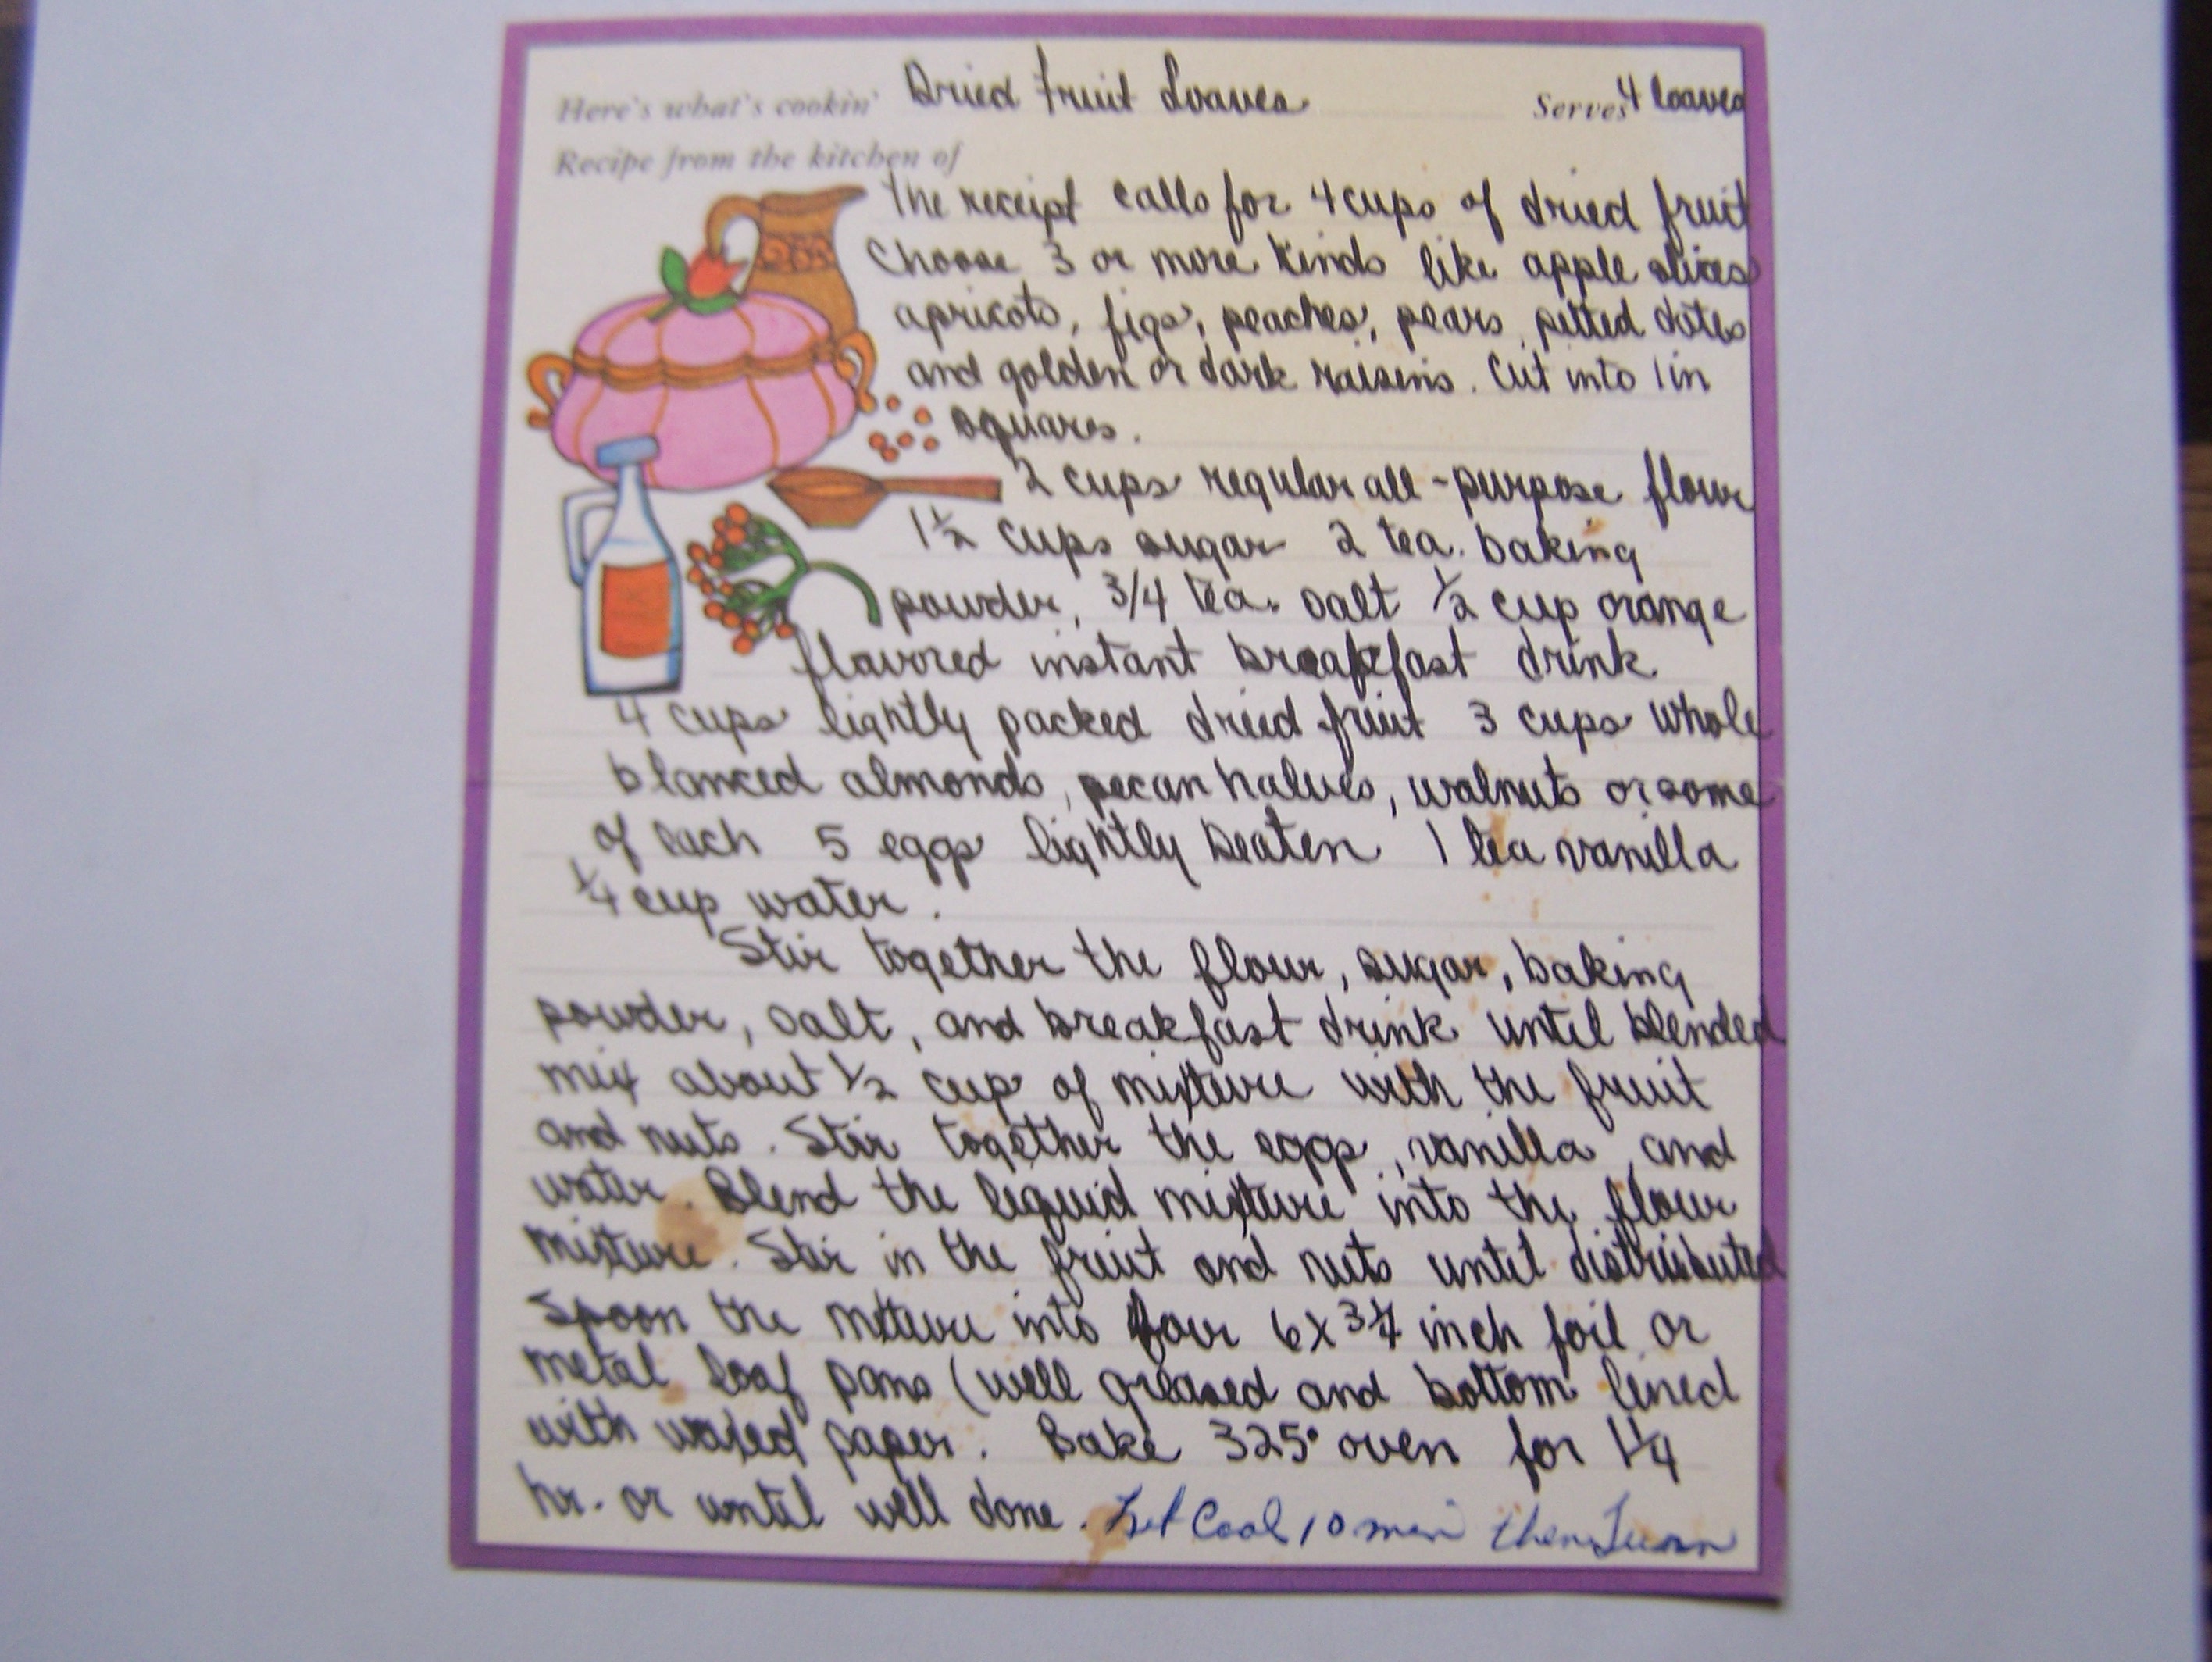 Here's what's cookin' Dried Fruit Loaves Serves 4 loaves
Recipe from the kitchen of
The receipt calls for 4 cups of dried fruit
Choose 3 or more kinds like apple slices
apricots, figs, peaches, pears, pitted dates
and golden or dark raisins. Cut into 1 in
squares.
2 cups regular all-purpose flour
1½ cups sugar 2 tea. baking
powder, 3/4 tea. salt ½ cup orange
flavored instant breakfast drink
4 cups lightly packed dried fruit 3 cups whole
blanced almonds, pecan halves, walnuts or some
of each 5 eggs lightly beaten 1 tea vanilla
¼ cup water.
Stir together the flour, sugar, baking
powder, salt, and breakfast drink until blended
mix about ½ cup of mixture with the fruit
and nuts. Stir together the eggs, vanilla, and
water. Blend the liquid mixture into the flour
mixture. Stir in the fruit and nuts until distributed
Spoon the mixture into four 6x3¾ inch foil or
metal loaf pans (well greased and bottom lined
with waxed paper. Bake 325° oven for 1¼
hr. or until well done. Let Cool 10 min then Turn